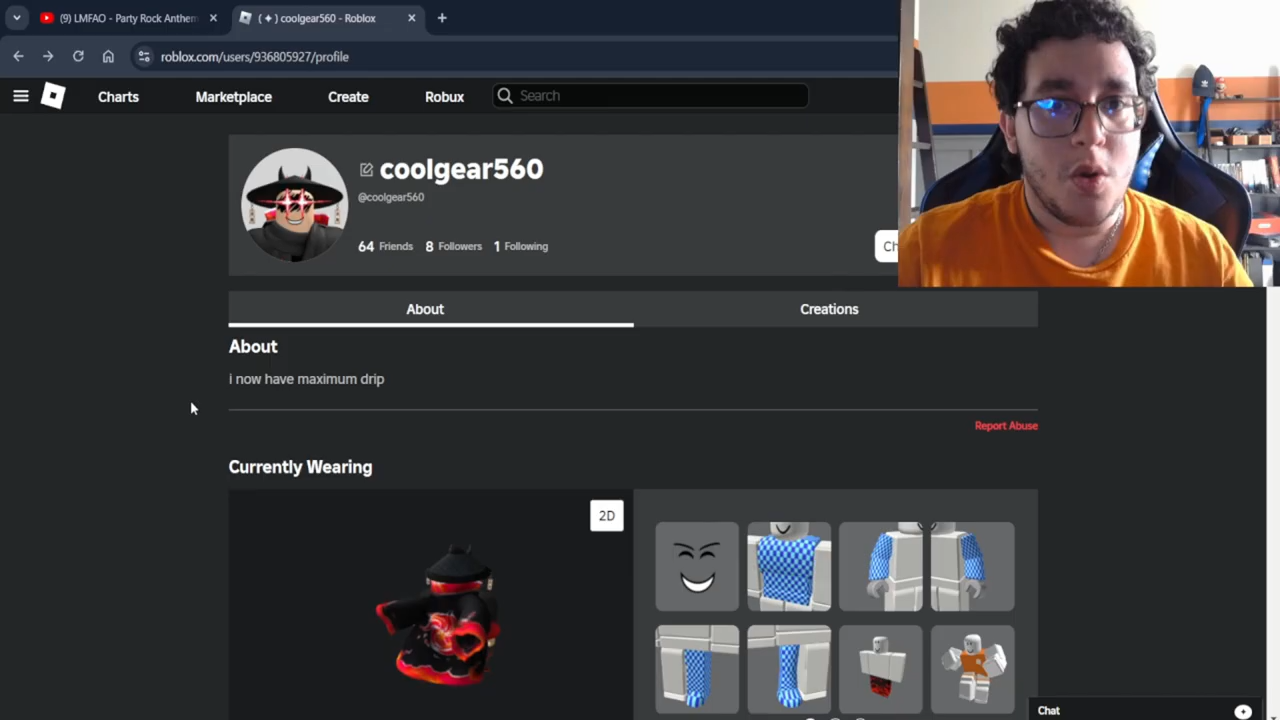 (9) LMFAO - Party Rock Anthem
( ✦ ) coolgear560 - Roblox
roblox.com/users/936805927/profile
Charts
Marketplace
Create
Robux
Search
coolgear560
@coolgear560
64 Friends 8 Followers 1 Following
About
Creations
About
i now have maximum drip
Report Abuse
Currently Wearing
2D
Chat